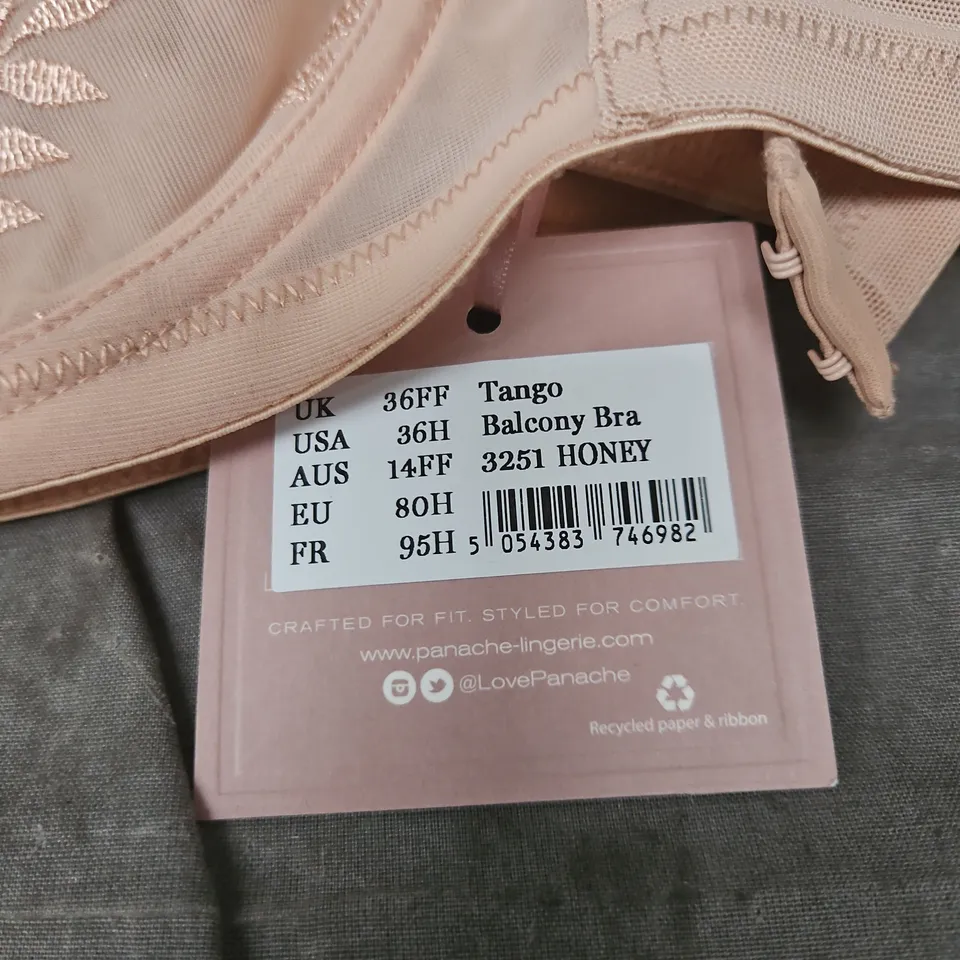 UK 36FF Tango
USA 36H Balcony Bra
AUS 14FF 3251 HONEY
EU 80H
FR 95H 5 054383 746982
CRAFTED FOR FIT. STYLED FOR COMFORT.
www.panache-lingerie.com
@LovePanache
Recycled paper & ribbon